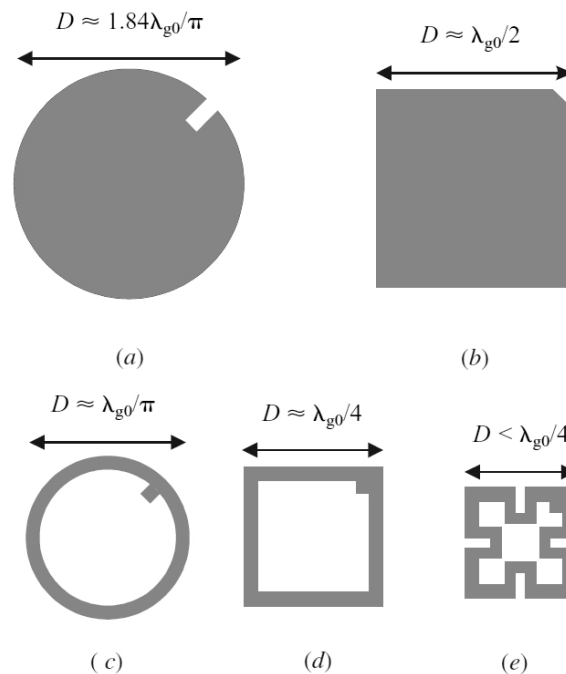 D ≈ 1.84λg0/π
D ≈ λg0/2
(a)
(b)
D ≈ λg0/π
D ≈ λg0/4
D < λg0/4
( c)
(d)
(e)